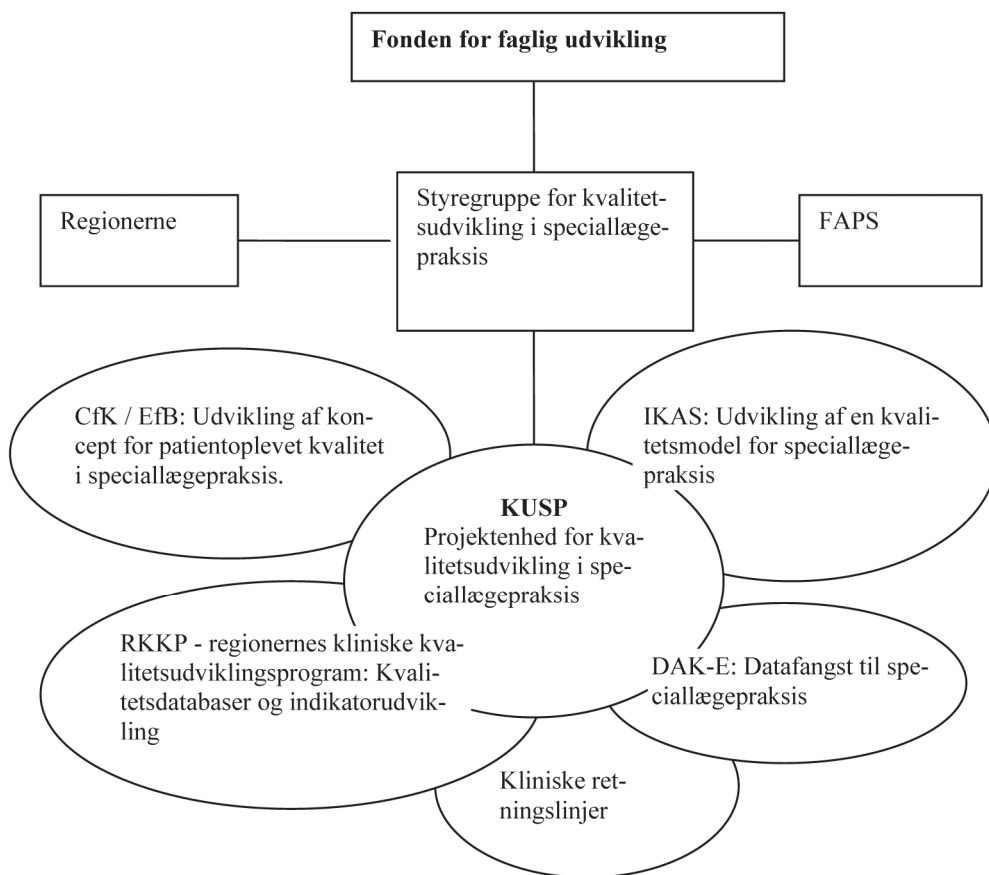 Fonden for faglig udvikling
Regionerne
Styregruppe for kvalitet-
sudvikling i speciallæge-
praksis
FAPS
CfK / EfB: Udvikling af kon-
cept for patientoplevet kvalitet
i speciallægepraksis.
IKAS: Udvikling af en kval-
itetsmodel for speciallæge-
praksis
KUSP
Projektenhed for kva-
litetsudvikling i spe-
ciallægepraksis
RKKP - regionernes kliniske kva-
litetsudviklingsprogram: Kvali-
tetsdatabaser og indikatorudvik-
ling
DAK-E: Datafangst til spe-
ciallægepraksis
Kliniske ret-
ningslinjer